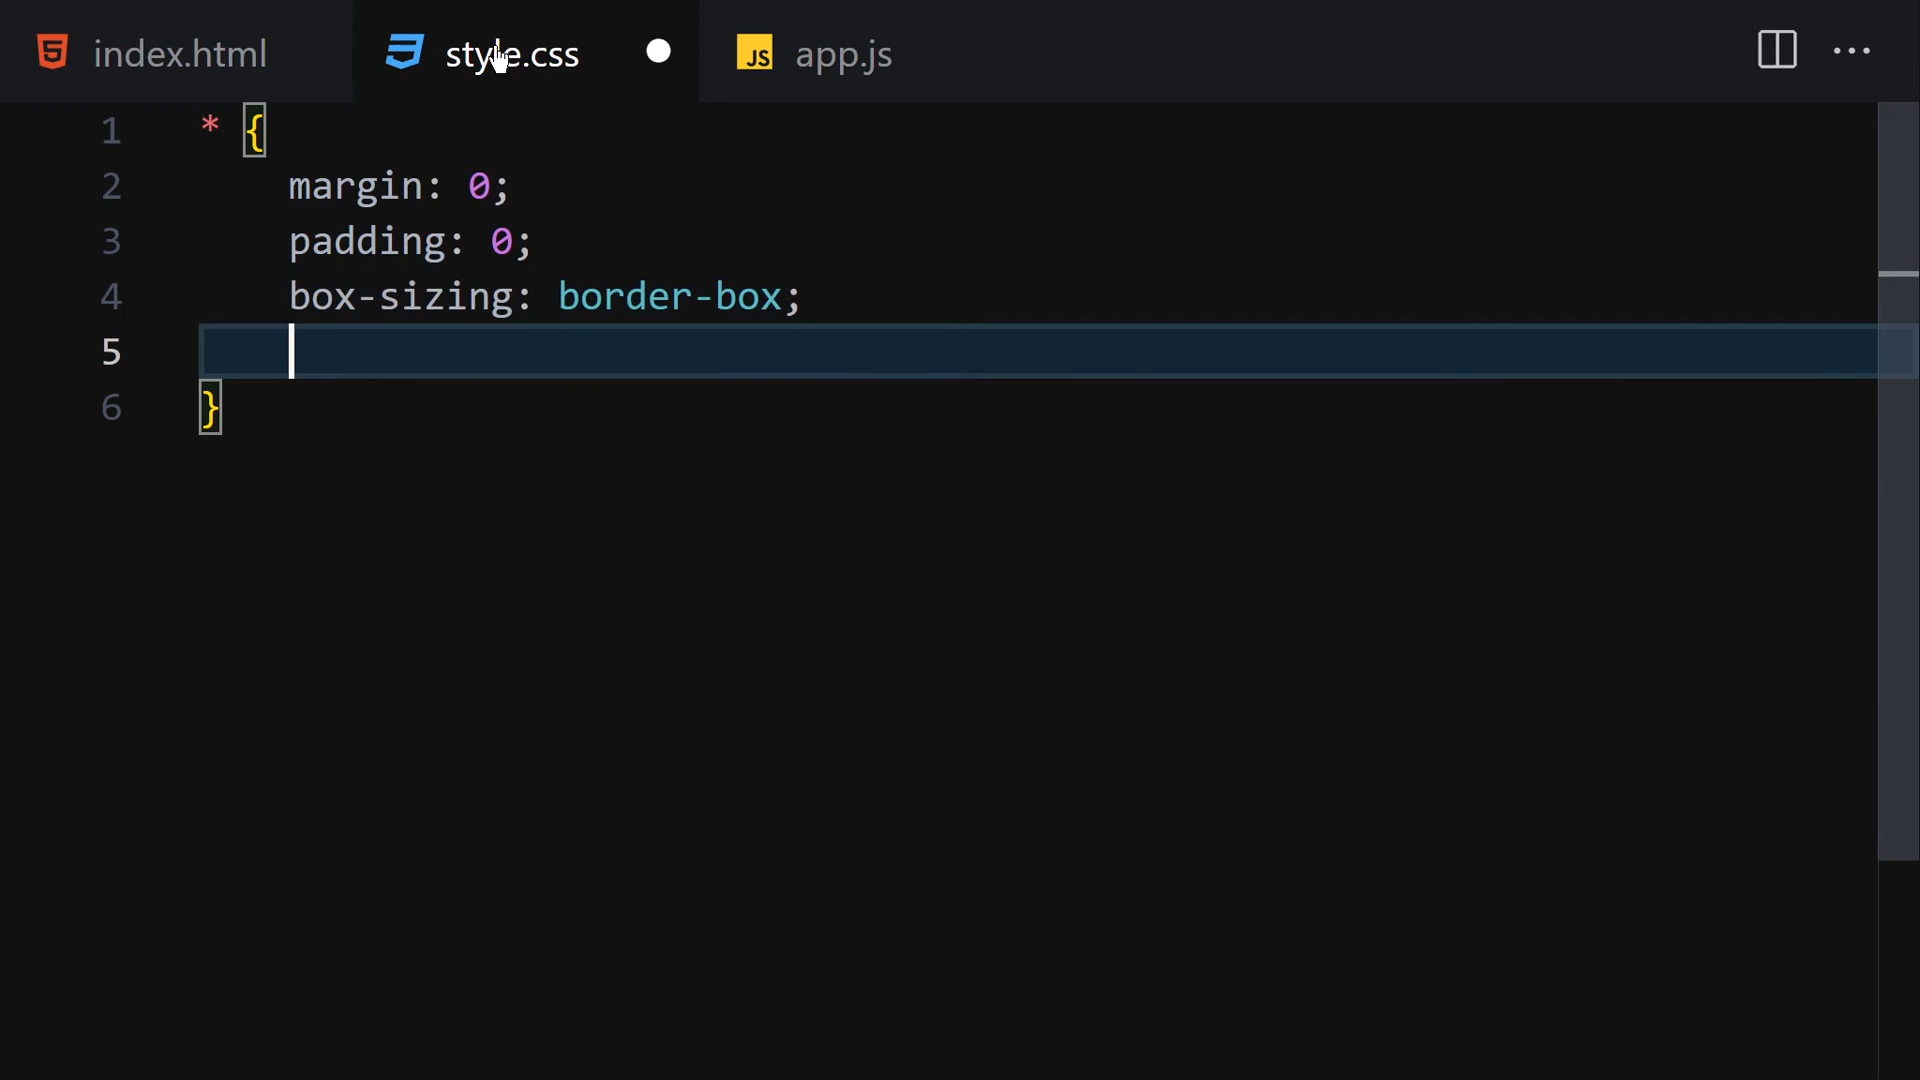 index.html style.css JS app.js
1 * {
2 margin: 0;
3 padding: 0;
4 box-sizing: border-box;
5
6 }